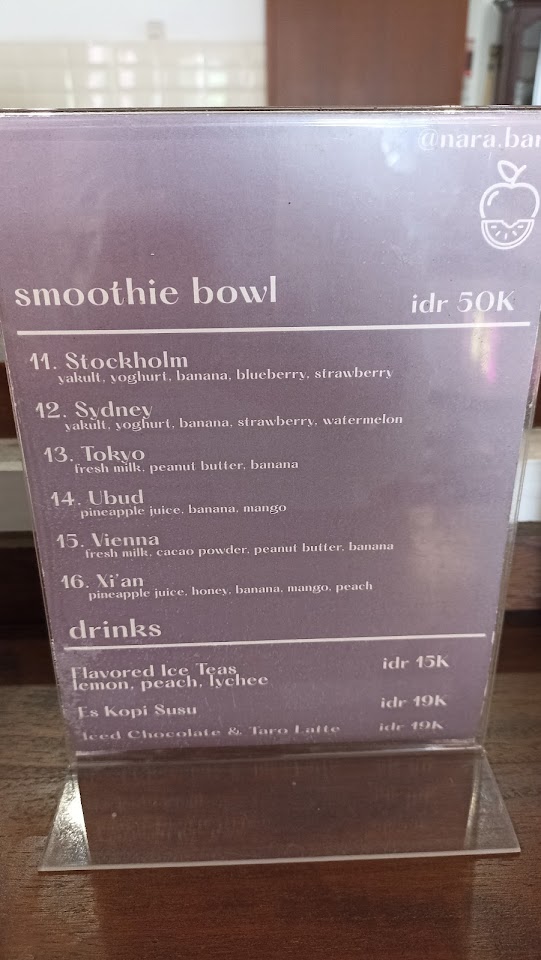 @nara.bar
smoothie bowl idr 50K
11. Stockholm
yakult, yoghurt, banana, blueberry, strawberry
12. Sydney
yakult, yoghurt, banana, strawberry, watermelon
13. Tokyo
fresh milk, peanut butter, banana
14. Ubud
pineapple juice, banana, mango
15. Vienna
fresh milk, cacao powder, peanut butter, banana
16. Xi'an
pineapple juice, honey, banana, mango, peach
drinks
Flavored Ice Teas idr 15K
lemon, peach, lychee
Es Kopi Susu idr 19K
Iced Chocolate & Taro Latte idr 19K